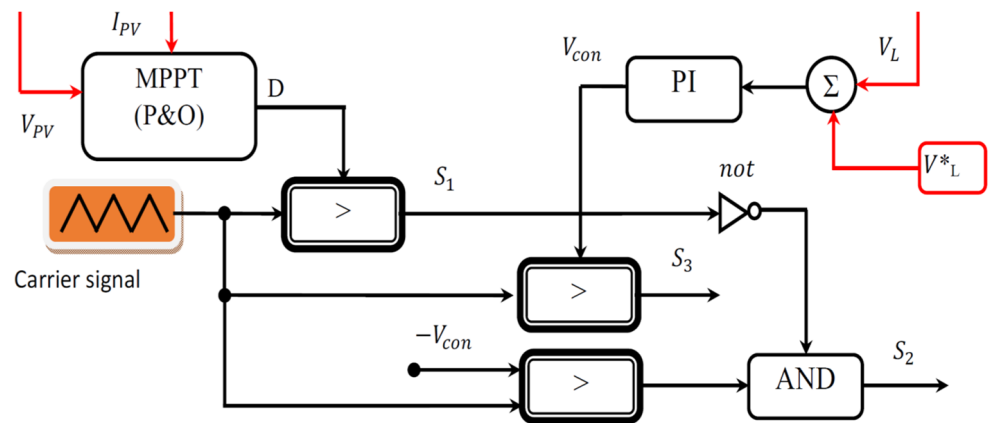 I_PV
MPPT
(P&O)
D
V_PV
V_con
PI
Σ
V_L
V*_L
S_1
not
>
Carrier signal
>
S_3
−V_con
>
AND
S_2